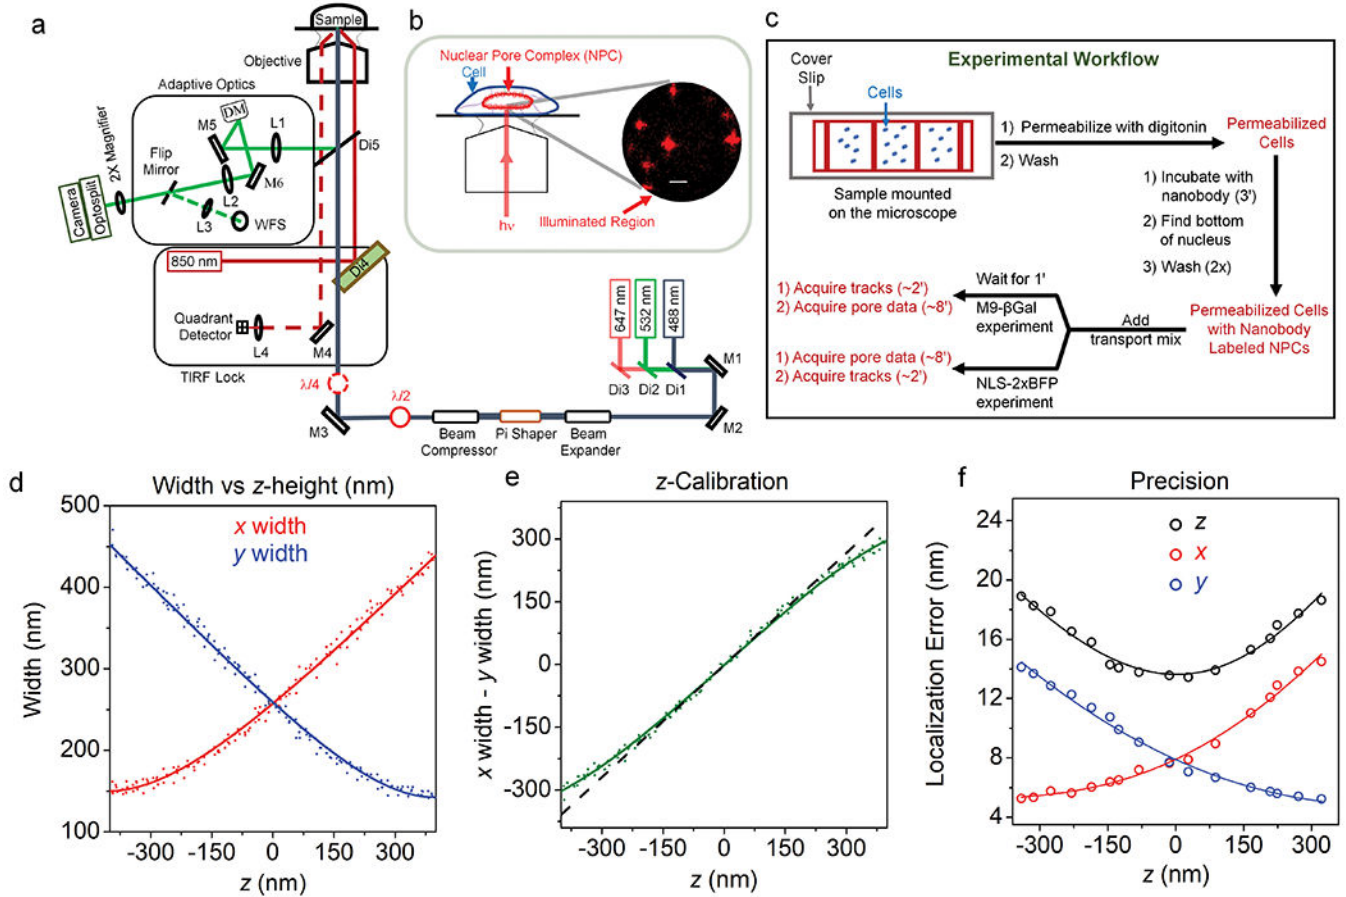 a
Sample
Objective
Adaptive Optics
DM
M5
L1
Flip
Mirror
M6
L2
L3
WFS
Di5
2X Magnifier
Camera
Optosplit
850 nm
Di4
Quadrant
Detector
L4
M4
TIRF Lock
λ/4
λ/2
M3
Beam
Compressor
Pi Shaper
Beam
Expander
647 nm
532 nm
488 nm
Di3
Di2
Di1
M1
M2
b
Nuclear Pore Complex (NPC)
Cell
Illuminated Region
hν
c
Experimental Workflow
Cover
Slip
Cells
Sample mounted
on the microscope
1) Permeabilize with digitonin
2) Wash
Permeabilized
Cells
1) Incubate with
nanobody (3')
2) Find bottom
of nucleus
3) Wash (2x)
Permeabilized Cells
with Nanobody
Labeled NPCs
Add
transport mix
Wait for 1'
M9-βGal
experiment
1) Acquire tracks (~2')
2) Acquire pore data (~8')
1) Acquire pore data (~8')
2) Acquire tracks (~2')
NLS-2xBFP
experiment
d
Width vs z-height (nm)
x width
y width
Width (nm)
500
400
300
200
100
-300
-150
0
150
300
z (nm)
e
z-Calibration
x width - y width (nm)
300
150
0
-150
-300
-300
-150
0
150
300
z (nm)
f
Precision
z
x
y
Localization Error (nm)
24
20
16
12
8
4
-300
-150
0
150
300
z (nm)